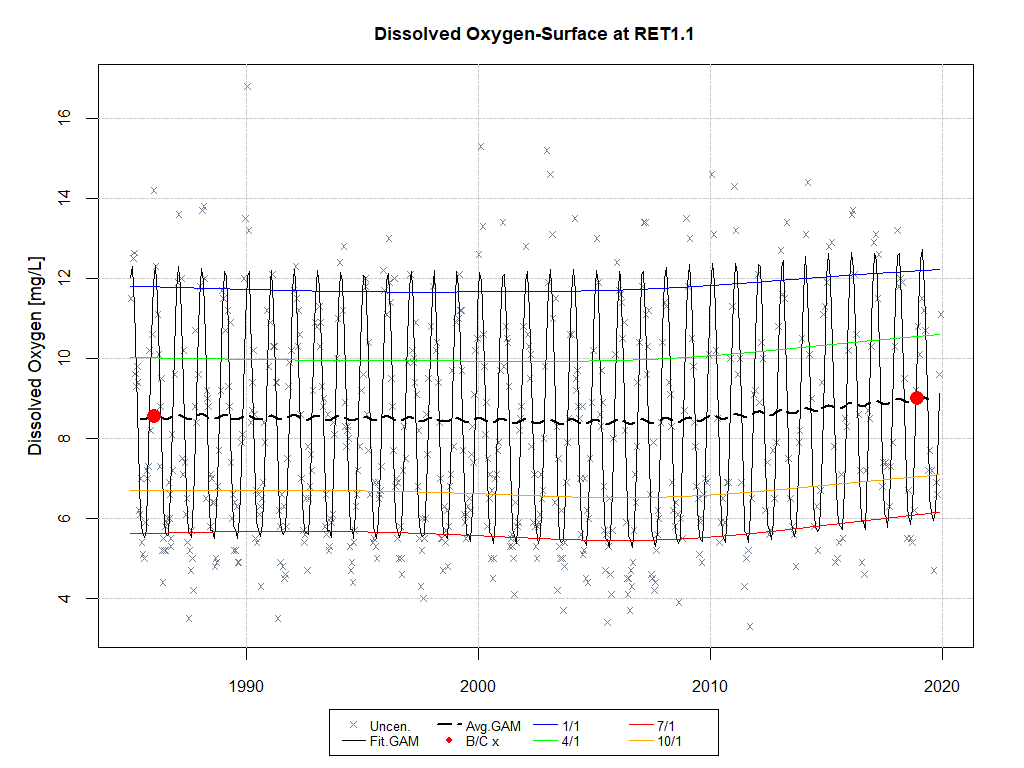 Dissolved Oxygen-Surface at RET1.1
Dissolved Oxygen [mg/L]
16
14
12
10
8
6
4
1990
2000
2010
2020
Uncen.
Avg.GAM
1/1
7/1
Fit.GAM
B/C x
4/1
10/1